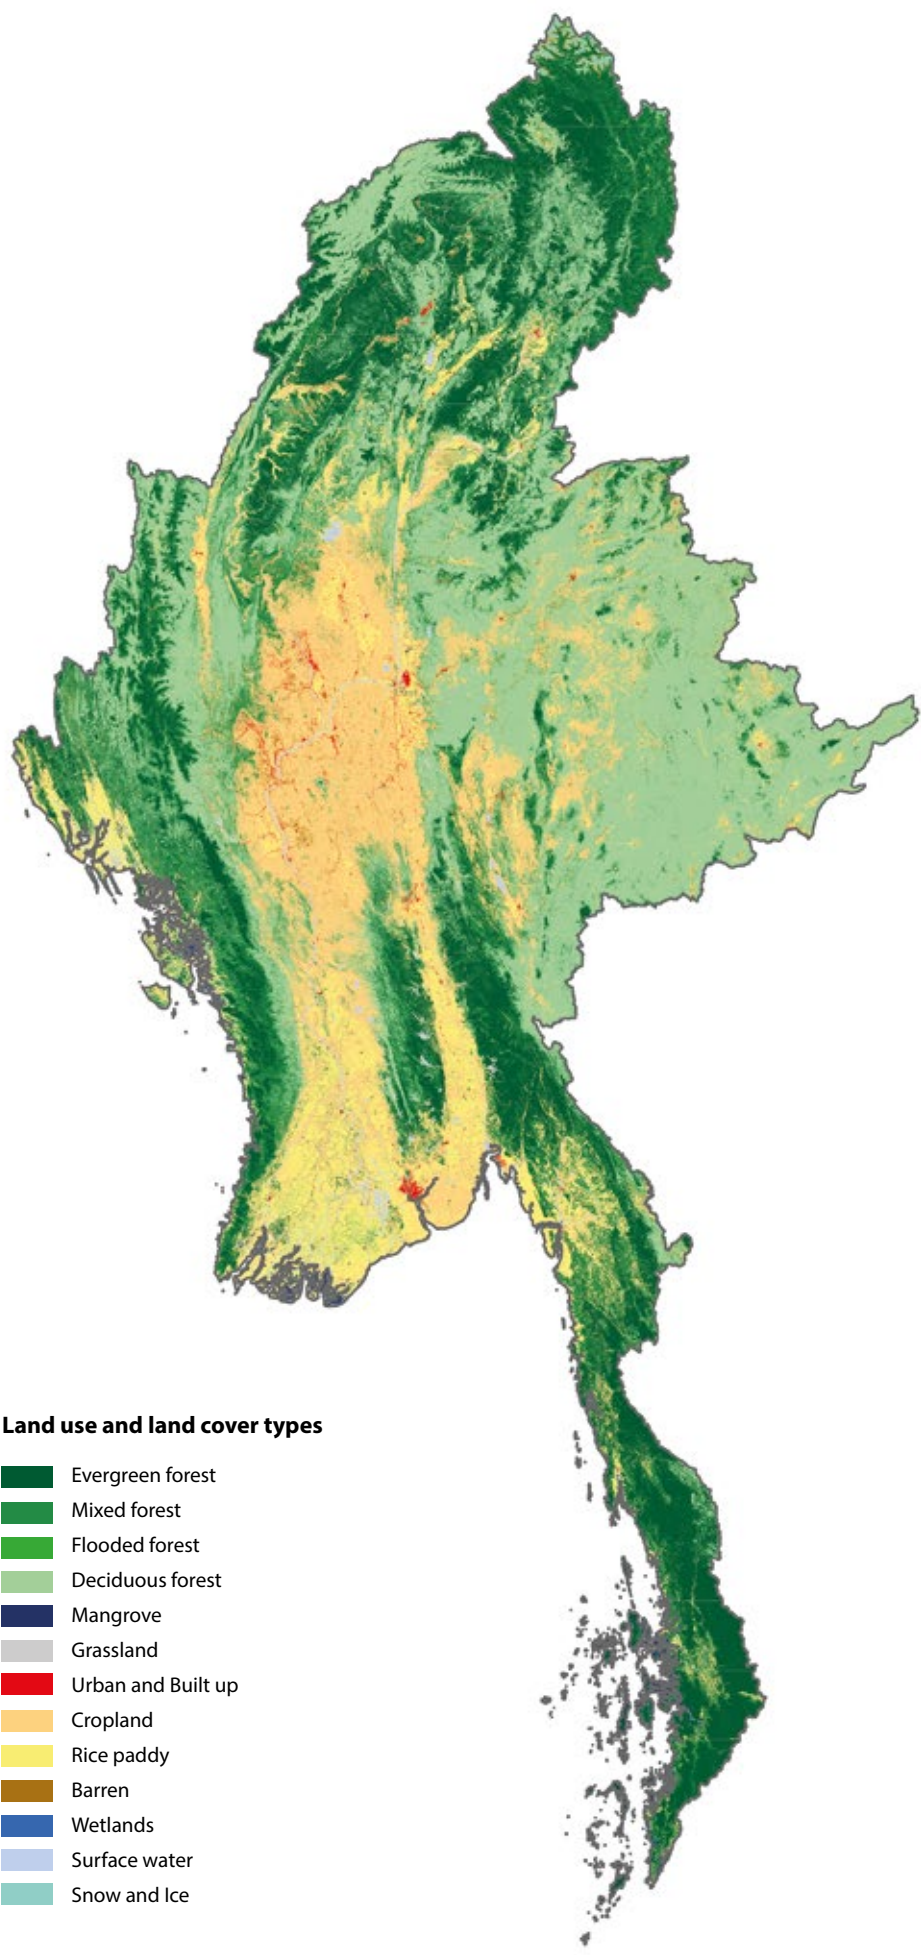 Land use and land cover types
Evergreen forest
Mixed forest
Flooded forest
Deciduous forest
Mangrove
Grassland
Urban and Built up
Cropland
Rice paddy
Barren
Wetlands
Surface water
Snow and Ice